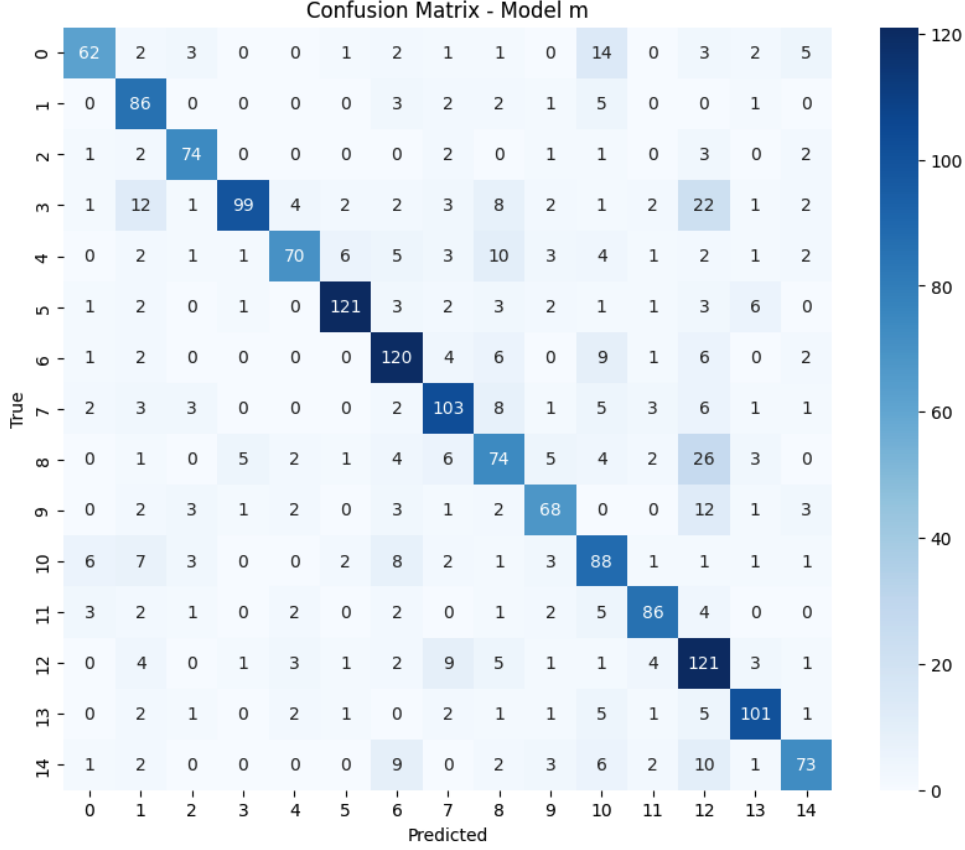 Confusion Matrix - Model m
0 62 2 3 0 0 1 2 1 1 0 14 0 3 2 5
1 0 86 0 0 0 0 3 2 2 1 5 0 0 1 0
2 1 2 74 0 0 0 0 2 0 1 1 0 3 0 2
3 1 12 1 99 4 2 2 3 8 2 1 2 22 1 2
4 0 2 1 1 70 6 5 3 10 3 4 1 2 1 2
5 1 2 0 1 0 121 3 2 3 2 1 1 3 6 0
6 1 2 0 0 0 0 120 4 6 0 9 1 6 0 2
7 2 3 3 0 0 0 2 103 8 1 5 3 6 1 1
8 0 1 0 5 2 1 4 6 74 5 4 2 26 3 0
9 0 2 3 1 2 0 3 1 2 68 0 0 12 1 3
10 6 7 3 0 0 2 8 2 1 3 88 1 1 1 1
11 3 2 1 0 2 0 2 0 1 2 5 86 4 0 0
12 0 4 0 1 3 1 2 9 5 1 1 4 121 3 1
13 0 2 1 0 2 1 0 2 1 1 5 1 5 101 1
14 1 2 0 0 0 0 9 0 2 3 6 2 10 1 73
0 1 2 3 4 5 6 7 8 9 10 11 12 13 14
Predicted
True
120
100
80
60
40
20
0